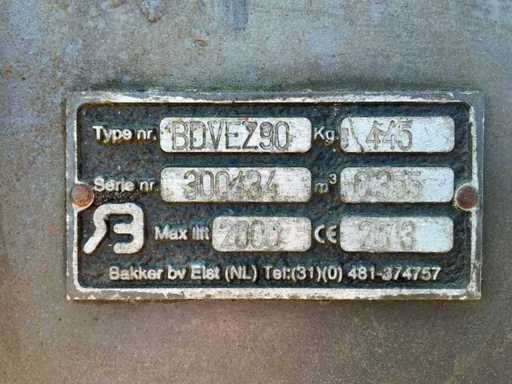 Type nr. BDVEZ90 Kg. 445
Serie nr. 300434 m³
Max lift 2000 CE 2013
Bakker bv Elst (NL) Tel:(31)(0) 481-374757